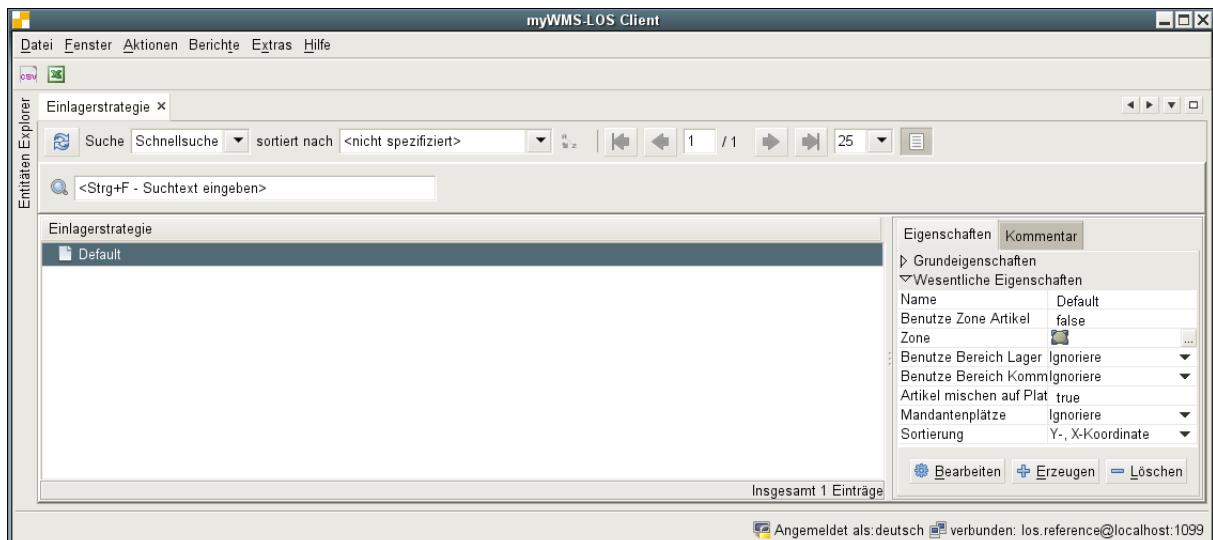 myWMS-LOS Client
Datei Fenster Aktionen Berichte Extras Hilfe
csv
Entitäten Explorer
Einlagerstrategie ×
Suche Schnellsuche sortiert nach <nicht spezifiziert> 1 / 1 25
<Strg+F - Suchtext eingeben>
Einlagerstrategie
Default
Insgesamt 1 Einträge
Eigenschaften Kommentar
Grundeigenschaften
Wesentliche Eigenschaften
Name Default
Benutze Zone Artikel false
Zone ...
Benutze Bereich Lager Ignoriere
Benutze Bereich Komm Ignoriere
Artikel mischen auf Plat true
Mandantenplätze Ignoriere
Sortierung Y-, X-Koordinate
Bearbeiten Erzeugen Löschen
Angemeldet als:deutsch verbunden: los.reference@localhost:1099